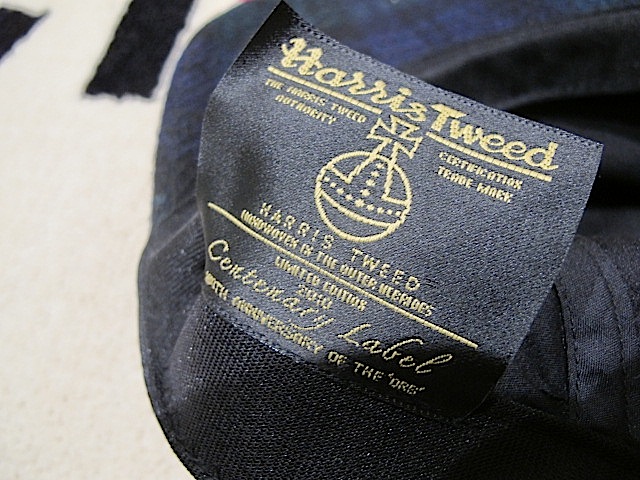 Harris Tweed
THE HARRIS TWEED
AUTHORITY
CERTIFICATION
TRADE MARK
HARRIS TWEED
HANDWOVEN IN THE OUTER HEBRIDES
LIMITED EDITION
2010
Centenary Label
100TH ANNIVERSARY OF THE 'ORB'